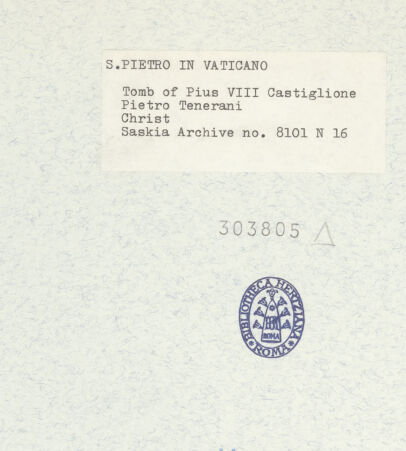 S.PIETRO IN VATICANO
Tomb of Pius VIII Castiglione
Pietro Tenerani
Christ
Saskia Archive no. 8101 N 16
303805 △
BIBLIOTHECA HERTZIANA
ROMA
ROMA